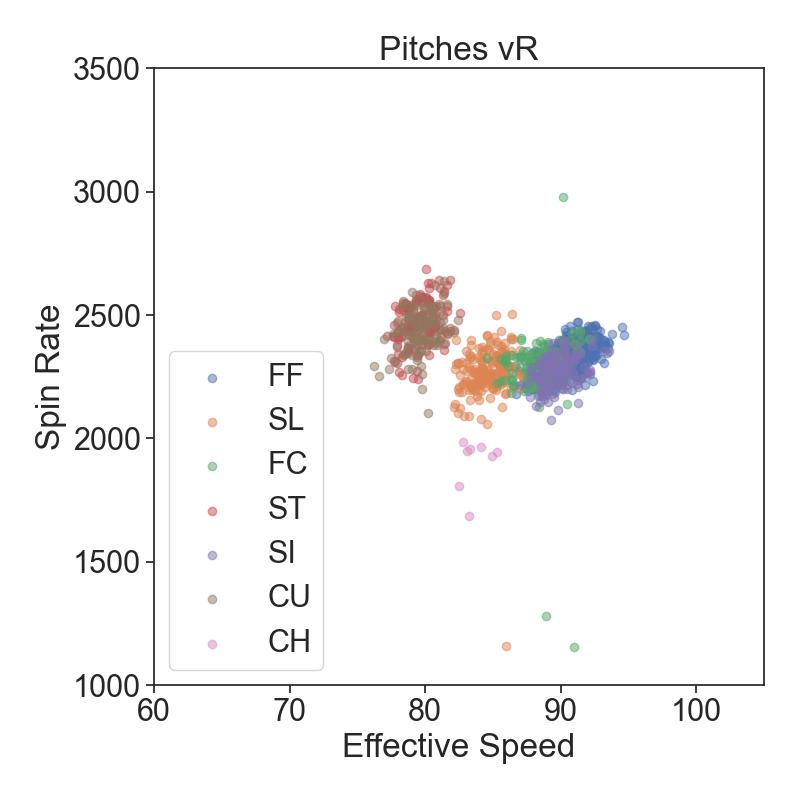 Pitches vR
3500
3000
2500
2000
1500
1000
Spin Rate
FF
SL
FC
ST
SI
CU
CH
60 70 80 90 100
Effective Speed